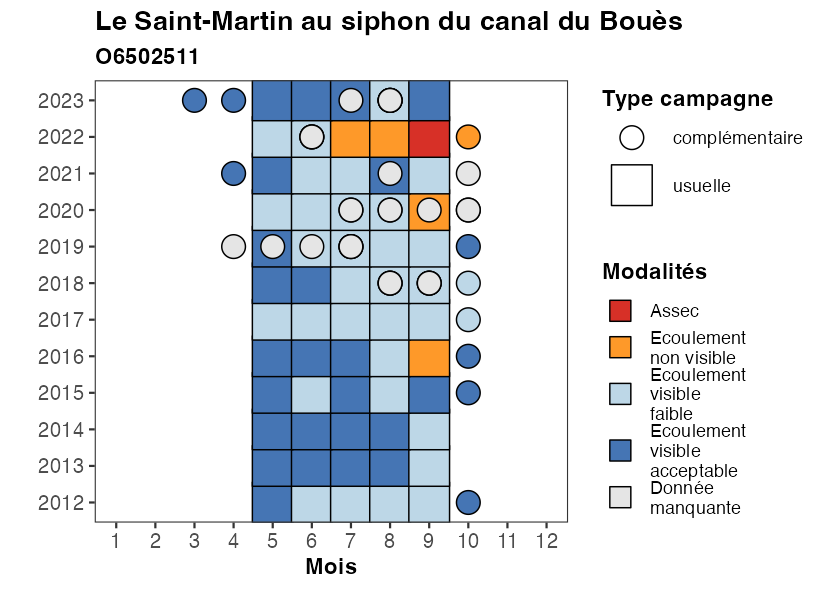 Le Saint-Martin au siphon du canal du Bouès
O6502511
2023
2022
2021
2020
2019
2018
2017
2016
2015
2014
2013
2012
1 2 3 4 5 6 7 8 9 10 11 12
Mois
Type campagne
complémentaire
usuelle
Modalités
Assec
Ecoulement
non visible
Ecoulement
visible
faible
Ecoulement
visible
acceptable
Donnée
manquante